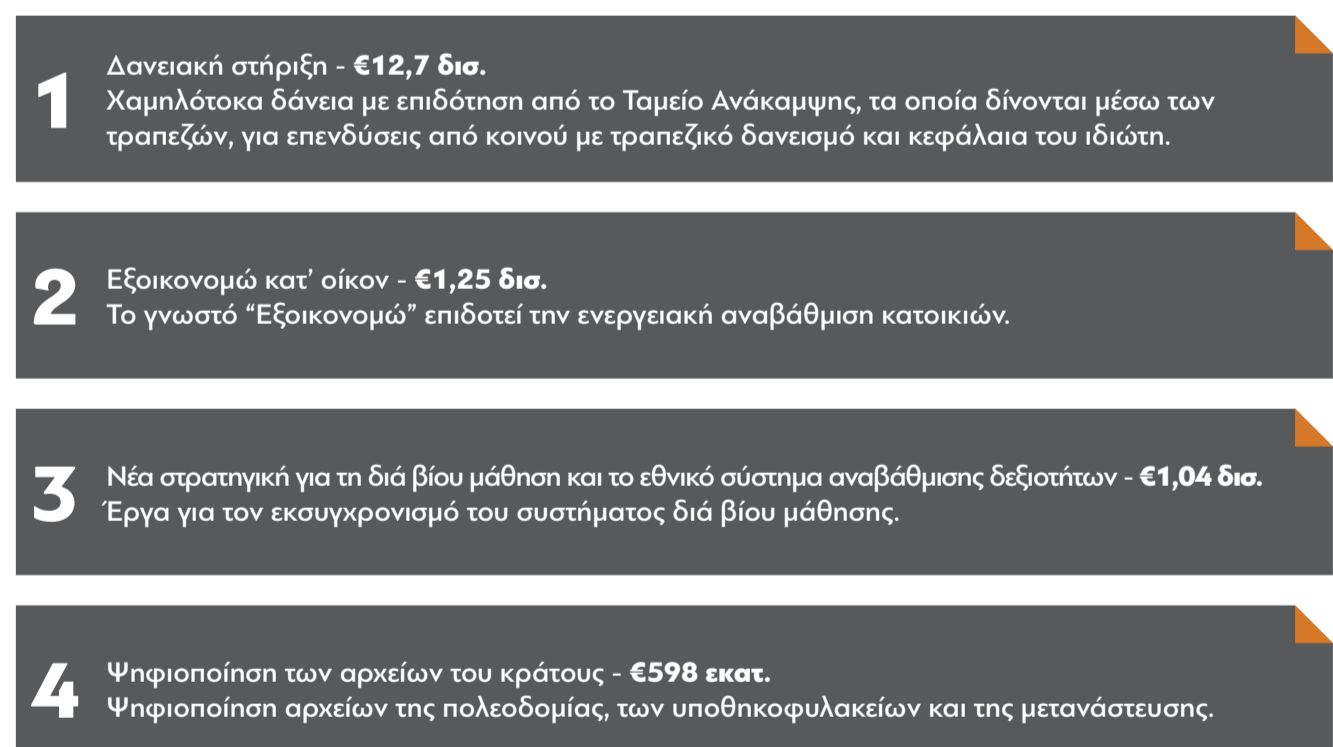 1
Δανειακή στήριξη - €12,7 δισ.
Χαμηλότοκα δάνεια με επιδότηση από το Ταμείο Ανάκαμψης, τα οποία δίνονται μέσω των
τραπεζών, για επενδύσεις από κοινού με τραπεζικό δανεισμό και κεφάλαια του ιδιώτη.
2
Εξοικονομώ κατ’ οίκον - €1,25 δισ.
Το γνωστό “Εξοικονομώ” επιδοτεί την ενεργειακή αναβάθμιση κατοικιών.
3
Νέα στρατηγική για τη διά βίου μάθηση και το εθνικό σύστημα αναβάθμισης δεξιοτήτων - €1,04 δισ.
Έργα για τον εκσυγχρονισμό του συστήματος διά βίου μάθησης.
4
Ψηφιοποίηση των αρχείων του κράτους - €598 εκατ.
Ψηφιοποίηση αρχείων της πολεοδομίας, των υποθηκοφυλακείων και της μετανάστευσης.